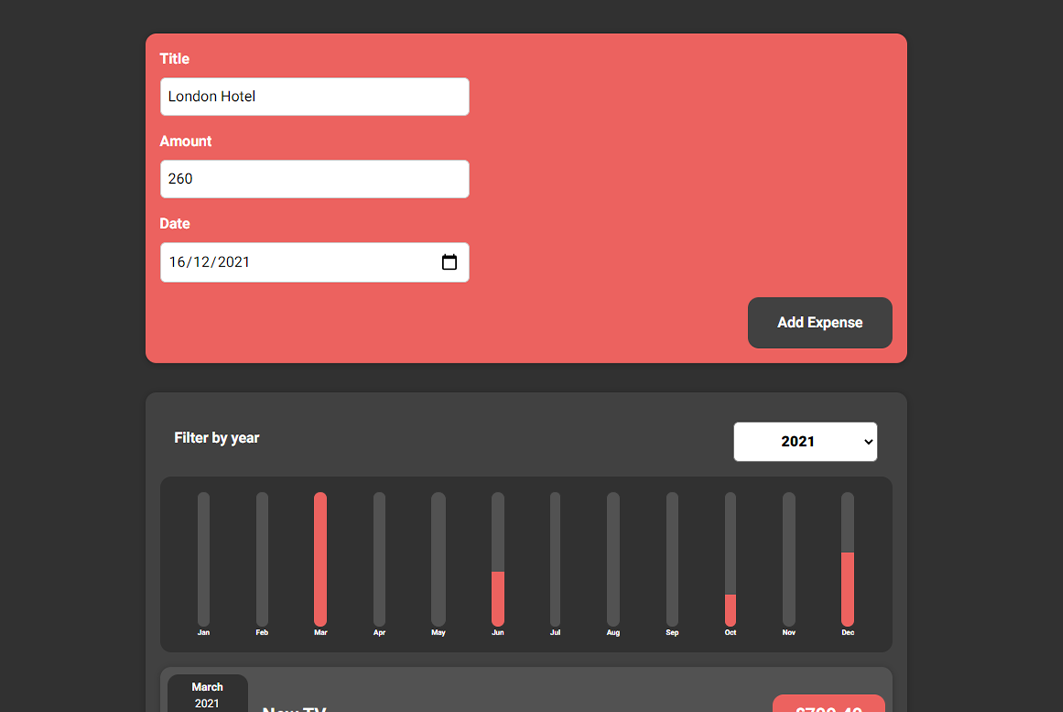 Title
London Hotel
Amount
260
Date
16/12/2021
Add Expense
Filter by year
2021
Jan Feb Mar Apr May Jun Jul Aug Sep Oct Nov Dec
March
2021
New TV